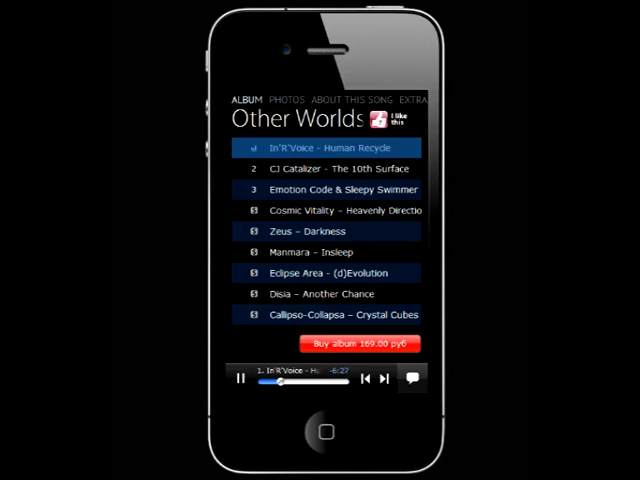 ALBUM PHOTOS ABOUT THIS SONG EXTRA
Other Worlds
I like this
In'R'Voice - Human Recycle
2 CJ Catalizer - The 10th Surface
3 Emotion Code & Sleepy Swimmer
Cosmic Vitality – Heavenly Directio
Zeus – Darkness
Manmara – Insleep
Eclipse Area - (d)Evolution
Disia – Another Chance
Callipso-Collapsa – Crystal Cubes
Buy album 169.00 руб
1. In'R'Voice - Hu -6:27